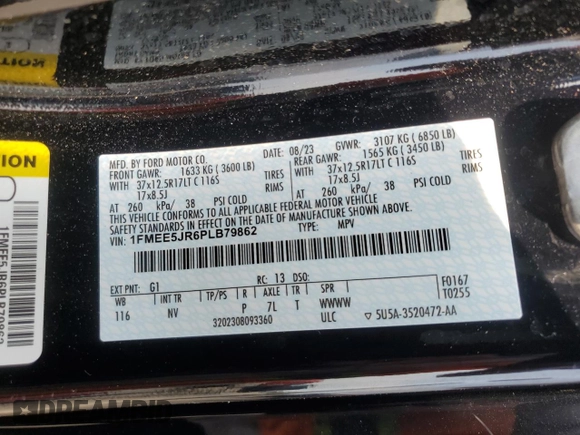 MFD. BY FORD MOTOR CO.
08/23
GVWR: 3107 KG ( 6850 LB)
FRONT GAWR: 1633 KG ( 3600 LB)
REAR GAWR: 1565 KG ( 3450 LB)
WITH
37x12.5R17LT C 116S
17x8.5J
WITH
37x12.5R17LT C 116S
17x8.5J
AT 260 kPa/ 38 PSI COLD
AT 260 kPa/ 38 PSI COLD
THIS VEHICLE CONFORMS TO ALL APPLICABLE FEDERAL MOTOR VEHICLE
SAFETY STANDARDS IN EFFECT ON THE DATE OF MANUFACTURE SHOWN ABOVE.
VIN: 1FMEE5JR6PLB79862
TYPE: MPV
EXT PNT: G1
RC: 13 DSO:
WB INT TR TP/PS R AXLE TR SPR
F0167
T0255
116 NV P 7L T WWWW
3202308093360
ULC
5U5A-3520472-AA
TION
1FMEE5JR6PLB79862
DREAMBID